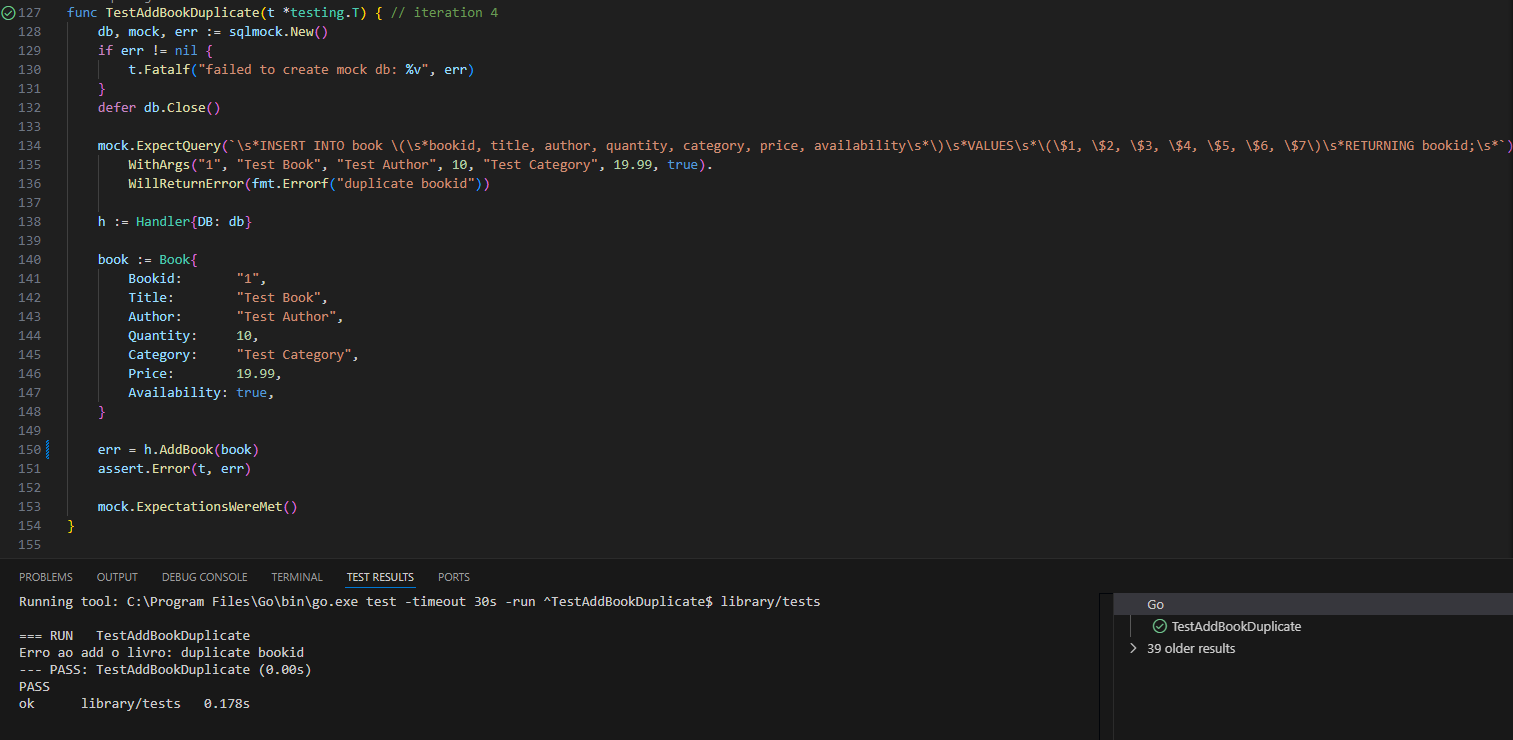 127 func TestAddBookDuplicate(t *testing.T) { // iteration 4
128     db, mock, err := sqlmock.New()
129     if err != nil {
130         t.Fatalf("failed to create mock db: %v", err)
131     }
132     defer db.Close()
133
134     mock.ExpectQuery(`\s*INSERT INTO book \(\s*bookid, title, author, quantity, category, price, availability\s*\)\s*VALUES\s*\(\$1, \$2, \$3, \$4, \$5, \$6, \$7\)\s*RETURNING bookid;\s*`)
135         WithArgs("1", "Test Book", "Test Author", 10, "Test Category", 19.99, true).
136         WillReturnError(fmt.Errorf("duplicate bookid"))
137
138     h := Handler{DB: db}
139
140     book := Book{
141         Bookid:       "1",
142         Title:        "Test Book",
143         Author:       "Test Author",
144         Quantity:     10,
145         Category:     "Test Category",
146         Price:        19.99,
147         Availability: true,
148     }
149
150     err = h.AddBook(book)
151     assert.Error(t, err)
152
153     mock.ExpectationsWereMet()
154 }
155
PROBLEMS OUTPUT DEBUG CONSOLE TERMINAL TEST RESULTS PORTS
Running tool: C:\Program Files\Go\bin\go.exe test -timeout 30s -run ^TestAddBookDuplicate$ library/tests
=== RUN   TestAddBookDuplicate
Erro ao add o livro: duplicate bookid
--- PASS: TestAddBookDuplicate (0.00s)
PASS
ok      library/tests   0.178s
Go
TestAddBookDuplicate
39 older results